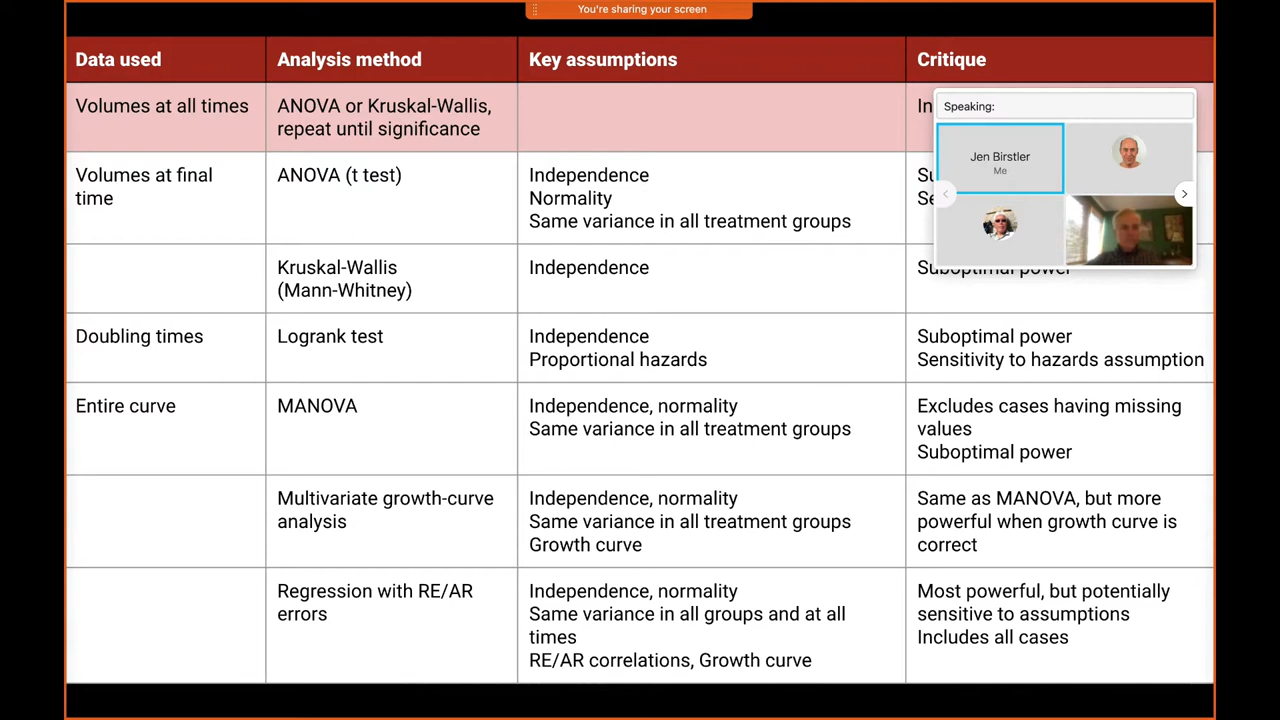 You're sharing your screen
Data used
Analysis method
Key assumptions
Critique
Volumes at all times
ANOVA or Kruskal-Wallis,
repeat until significance
Speaking:
Jen Birstler
Me
Volumes at final
time
ANOVA (t test)
Independence
Normality
Same variance in all treatment groups
Kruskal-Wallis
(Mann-Whitney)
Independence
Suboptimal power
Doubling times
Logrank test
Independence
Proportional hazards
Suboptimal power
Sensitivity to hazards assumption
Entire curve
MANOVA
Independence, normality
Same variance in all treatment groups
Excludes cases having missing
values
Suboptimal power
Multivariate growth-curve
analysis
Independence, normality
Same variance in all treatment groups
Growth curve
Same as MANOVA, but more
powerful when growth curve is
correct
Regression with RE/AR
errors
Independence, normality
Same variance in all groups and at all
times
RE/AR correlations, Growth curve
Most powerful, but potentially
sensitive to assumptions
Includes all cases